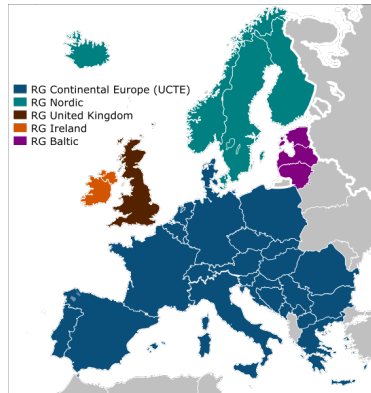 RG Continental Europe (UCTE)
RG Nordic
RG United Kingdom
RG Ireland
RG Baltic